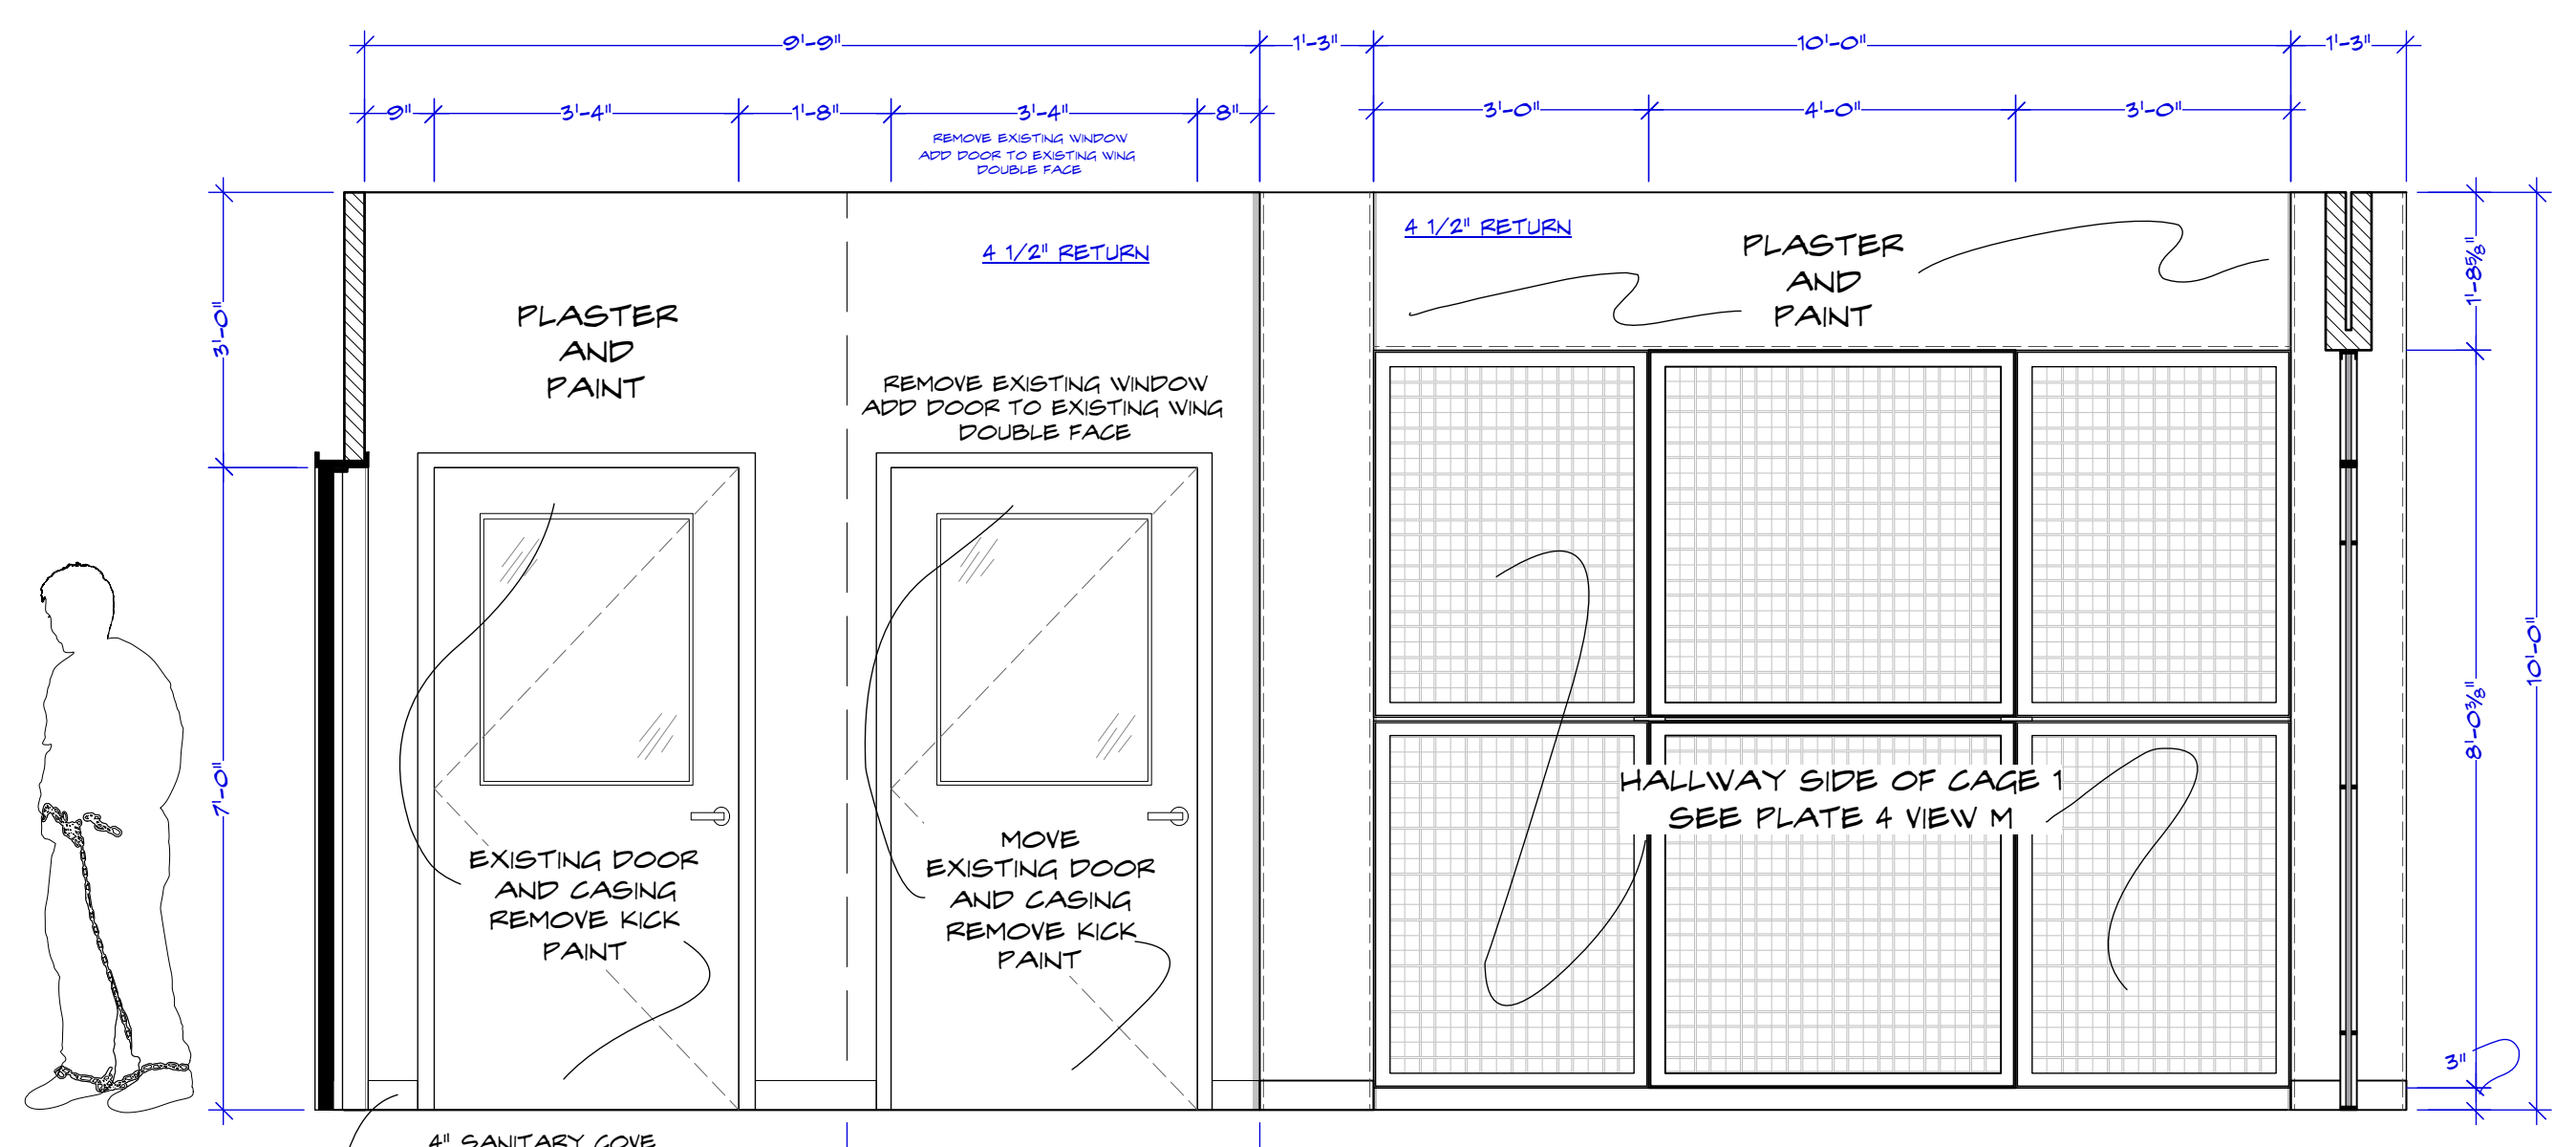 9'-9"
1'-3"
10'-0"
1'-3"
9"
3'-4"
1'-8"
3'-4"
8"
3'-0"
4'-0"
3'-0"
REMOVE EXISTING WINDOW
ADD DOOR TO EXISTING WING
DOUBLE FACE
4 1/2" RETURN
4 1/2" RETURN
PLASTER
AND
PAINT
PLASTER
AND
PAINT
3'-0"
1'-8⅝"
REMOVE EXISTING WINDOW
ADD DOOR TO EXISTING WING
DOUBLE FACE
7'-0"
10'-0"
8'-0⅜"
HALLWAY SIDE OF CAGE 1
SEE PLATE 4 VIEW M
EXISTING DOOR
AND CASING
REMOVE KICK
PAINT
MOVE
EXISTING DOOR
AND CASING
REMOVE KICK
PAINT
3"
4" SANITARY COVE